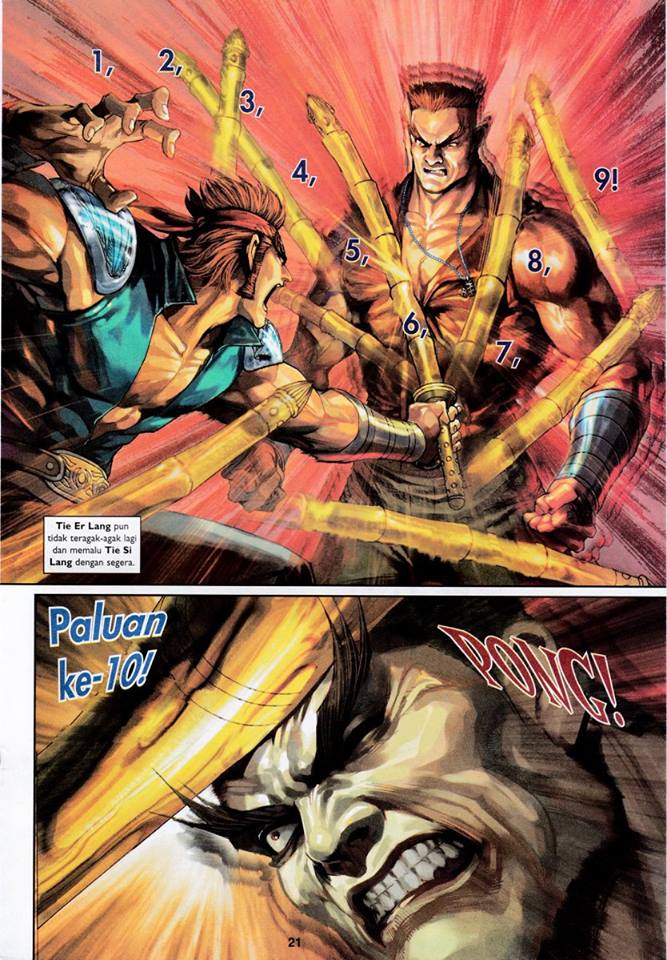 1,
2,
3,
4,
5,
6,
7,
8,
9!
Tie Er Lang pun
tidak teragak-agak lagi
dan memalu Tie Si
Lang dengan segera.
Paluan
ke-10!
PONG!
21